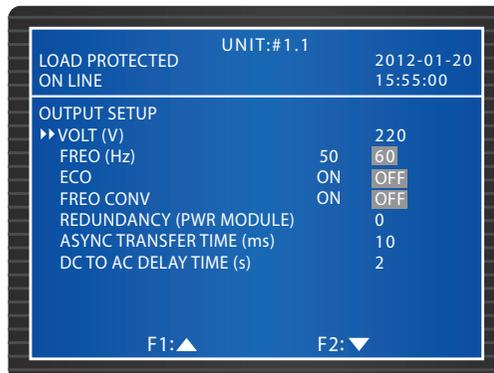 UNIT:#1.1
LOAD PROTECTED 2012-01-20
ON LINE 15:55:00
OUTPUT SETUP
VOLT (V) 220
FREO (Hz) 50 60
ECO ON OFF
FREO CONV ON OFF
REDUNDANCY (PWR MODULE) 0
ASYNC TRANSFER TIME (ms) 10
DC TO AC DELAY TIME (s) 2
F1:▲ F2:▼